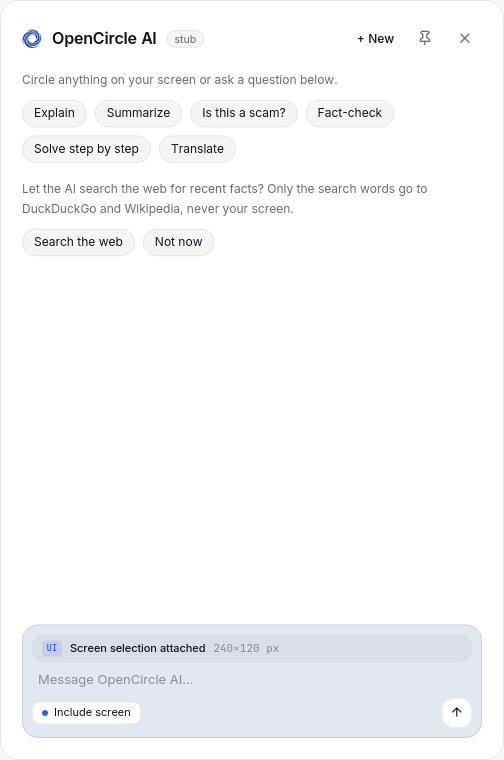 OpenCircle AI stub + New
Circle anything on your screen or ask a question below.
Explain Summarize Is this a scam? Fact-check
Solve step by step Translate
Let the AI search the web for recent facts? Only the search words go to
DuckDuckGo and Wikipedia, never your screen.
Search the web Not now
UI Screen selection attached 240×120 px
Message OpenCircle AI...
Include screen